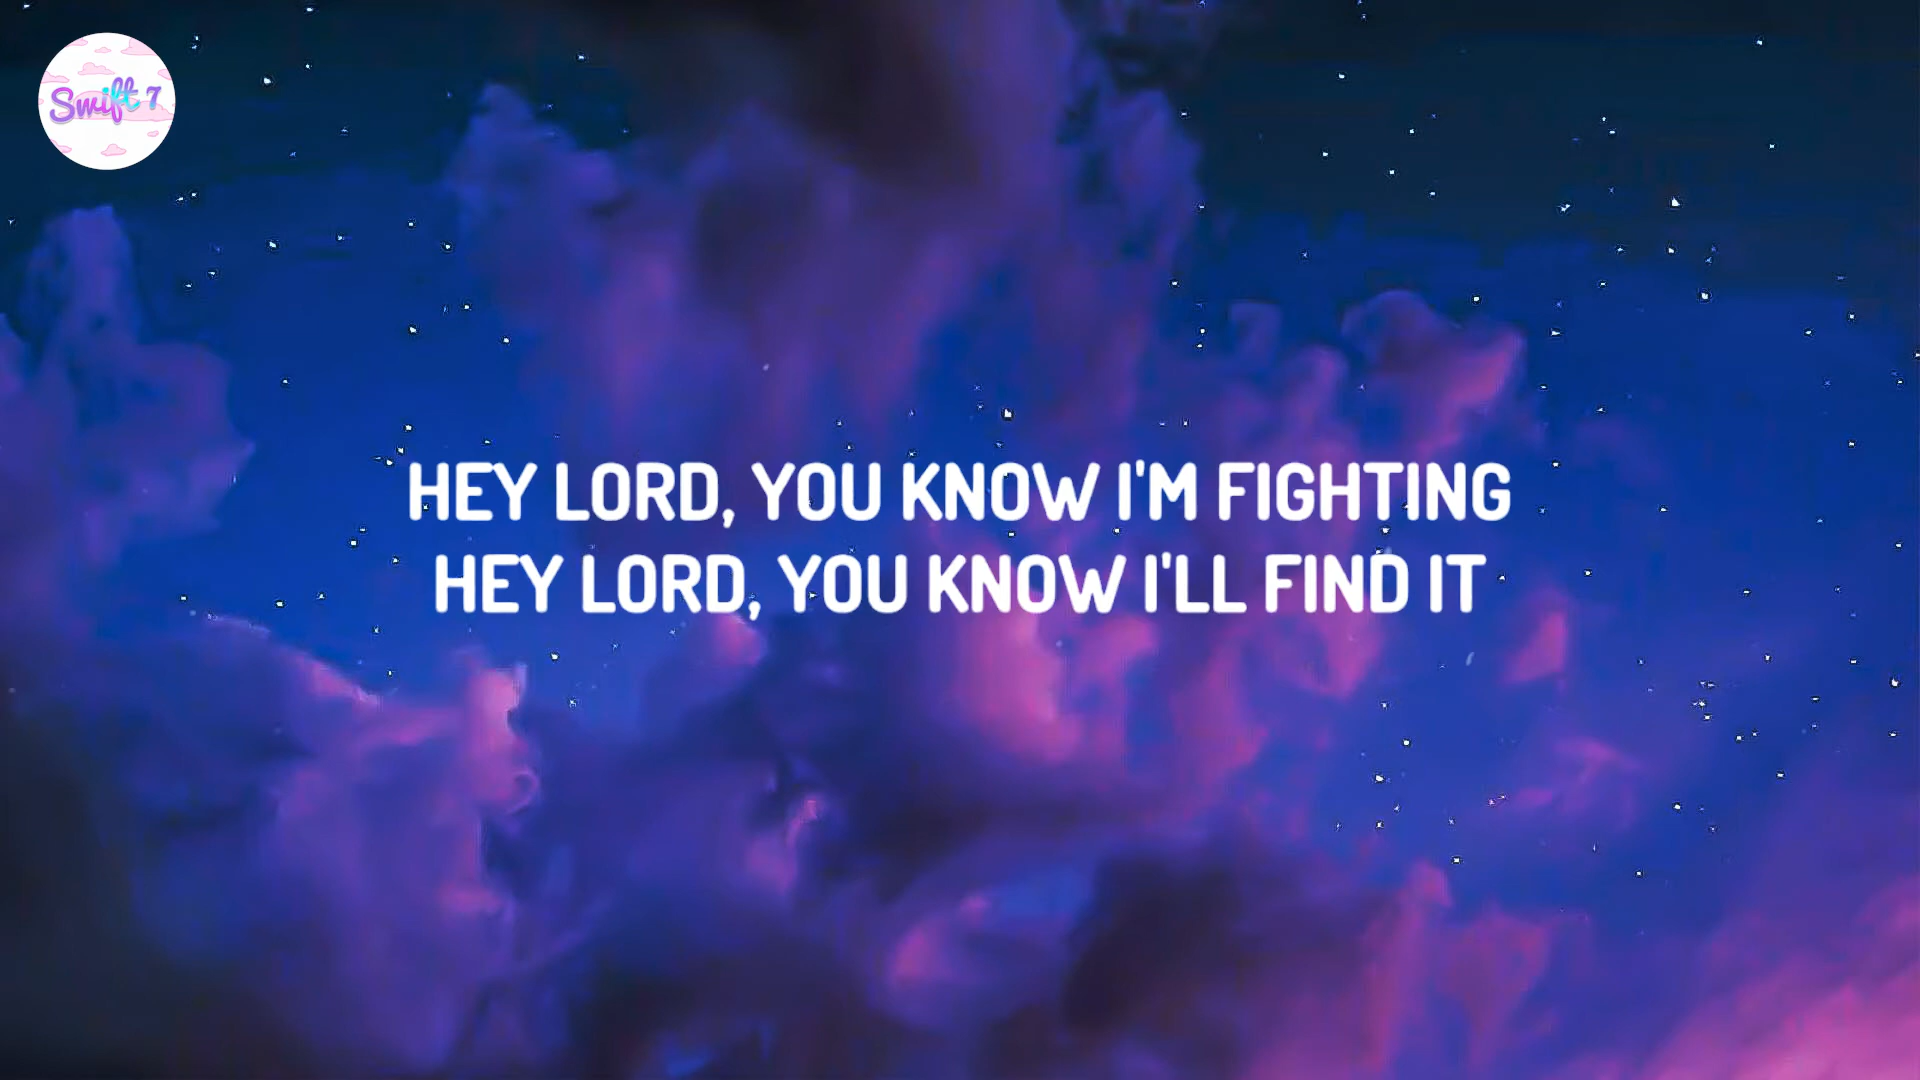 Swift 7
HEY LORD, YOU KNOW I'M FIGHTING
HEY LORD, YOU KNOW I'LL FIND IT